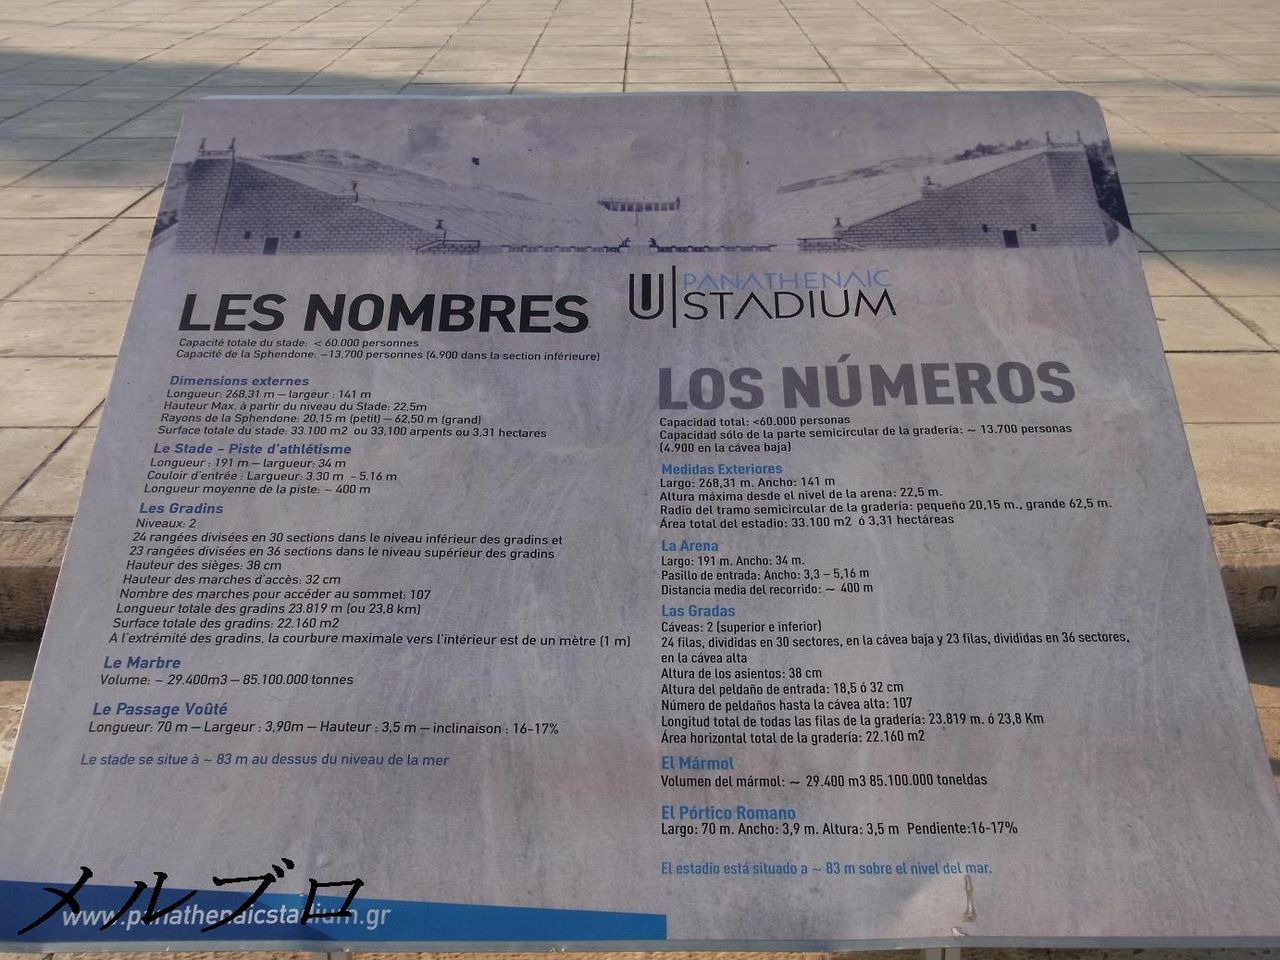 PANATHENAIC
STADIUM
LES NOMBRES
Capacité totale du stade: < 60.000 personnes
Capacité de la Sphendone: ~13.700 personnes (4.900 dans la section inférieure)
Dimensions externes
Longueur: 268,31 m – largeur : 141 m
Hauteur Max. à partir du niveau du Stade: 22,5m
Rayons de la Sphendone: 20,15 m (petit) – 62,50 m (grand)
Surface totale du stade: 33.100 m2 ou 33,100 arpents ou 3,31 hectares
Le Stade – Piste d'athlétisme
Longueur : 191 m – largueur: 34 m
Couloir d'entrée : Largeur: 3,30 m - 5,16 m
Longueur moyenne de la piste: ~ 400 m
Les Gradins
Niveaux: 2
24 rangées divisées en 30 sections dans le niveau inférieur des gradins et
23 rangées divisées en 36 sections dans le niveau supérieur des gradins
Hauteur des sièges: 38 cm
Hauteur des marches d'accès: 32 cm
Nombre des marches pour accéder au sommet: 107
Longueur totale des gradins 23.819 m (ou 23,8 km)
Surface totale des gradins: 22,160 m2
A l'extrémité des gradins, la courbure maximale vers l'intérieur est de un mètre (1 m)
Le Marbre
Volume: ~ 29.400m3 – 85.100.000 tonnes
Le Passage Voûté
Longueur: 70 m – Largeur : 3,90m – Hauteur : 3,5 m – inclinaison : 16-17%
Le stade se situe à ~ 83 m au dessus du niveau de la mer
LOS NÚMEROS
Capacidad total: <60.000 personas
Capacidad sólo de la parte semicircular de la gradería: ~ 13.700 personas
(4.900 en la cávea baja)
Medidas Exteriores
Largo: 268,31 m. Ancho: 141 m
Altura máxima desde el nivel de la arena: 22,5 m.
Radio del tramo semicircular de la gradería: pequeño 20,15 m., grande 62,5 m.
Área total del estadio: 33.100 m2 ó 3,31 hectáreas
La Arena
Largo: 191 m. Ancho: 34 m.
Pasillo de entrada: Ancho: 3,3 – 5,16 m
Distancia media del recorrido: ~ 400 m
Las Gradas
Cáveas: 2 (superior e inferior)
24 filas, divididas en 30 sectores, en la cávea baja y 23 filas, divididas en 36 sectores,
en la cávea alta
Altura de los asientos: 38 cm
Altura del peldaño de entrada: 18,5 ó 32 cm
Número de peldaños hasta la cávea alta: 107
Longitud total de todas las filas de la gradería: 23.819 m. ó 23,8 Km
Área horizontal total de la gradería: 22.160 m2
El Mármol
Volumen del mármol: ~ 29.400 m3 85.100.000 toneldas
El Pórtico Romano
Largo: 70 m. Ancho: 3,9 m. Altura: 3,5 m Pendiente:16-17%
El estadio está situado a ~ 83 m sobre el nivel del mar.
www.panathenaicstadium.gr
メルブロ